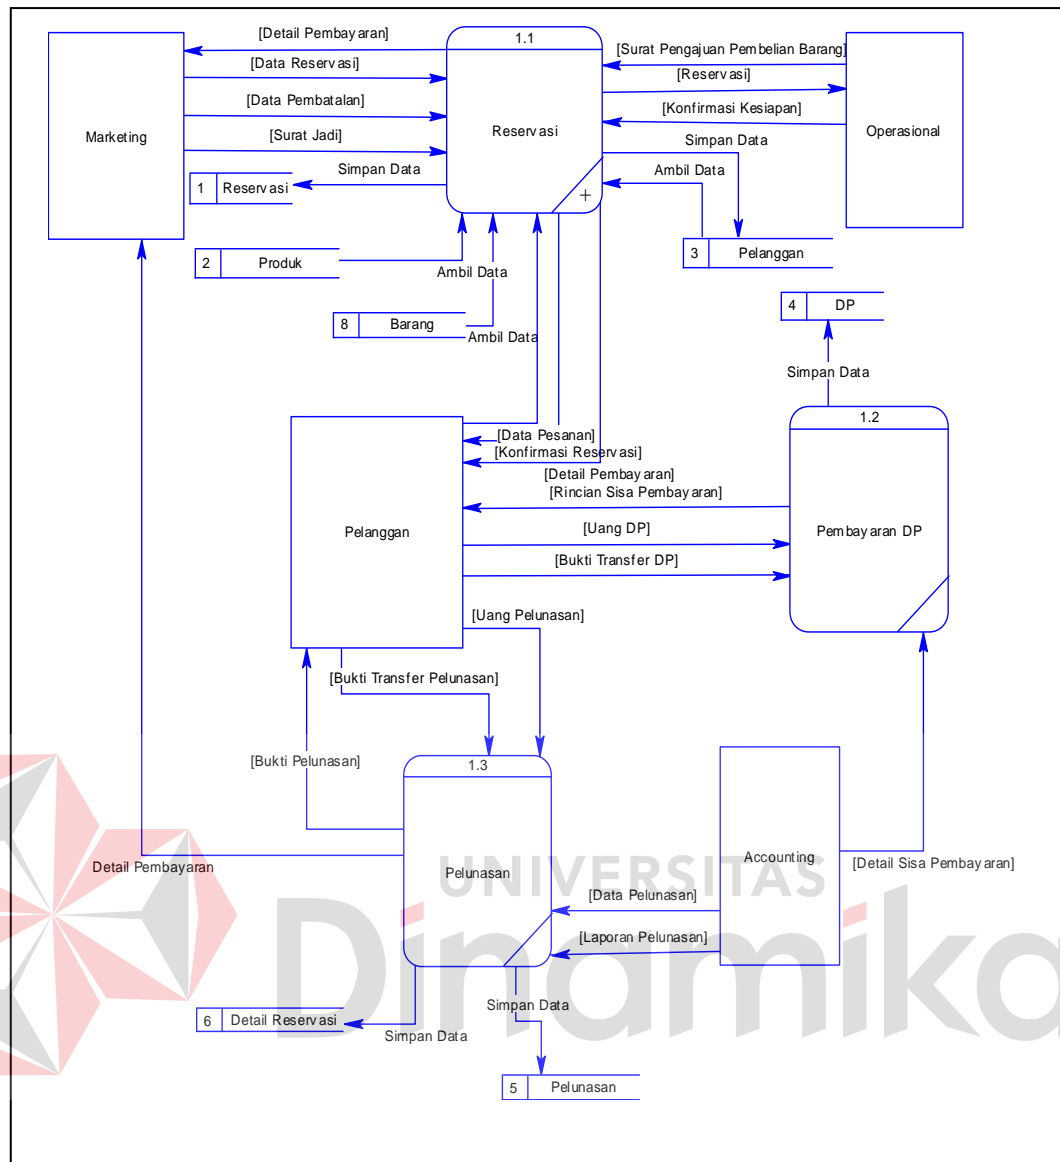 [Detail Pembayaran]
1.1
[Surat Pengajuan Pembelian Barang]
[Data Reservasi]
[Reservasi]
[Data Pembatalan]
[Konfirmasi Kesiapan]
Marketing
[Surat Jadi]
Reservasi
Operasional
Simpan Data
Simpan Data
Ambil Data
1 Reservasi
+
2 Produk
Ambil Data
3 Pelanggan
8 Barang
Ambil Data
4 DP
Simpan Data
1.2
[Data Pesanan]
[Konfirmasi Reservasi]
[Detail Pembayaran]
[Rincian Sisa Pembayaran]
Pelanggan
[Uang DP]
Pembayaran DP
[Bukti Transfer DP]
[Uang Pelunasan]
[Bukti Transfer Pelunasan]
[Bukti Pelunasan]
1.3
Detail Pembayaran
Pelunasan
Accounting
[Detail Sisa Pembayaran]
UNIVERSITAS
Dinamika
[Data Pelunasan]
[Laporan Pelunasan]
Simpan Data
6 Detail Reservasi
Simpan Data
5 Pelunasan